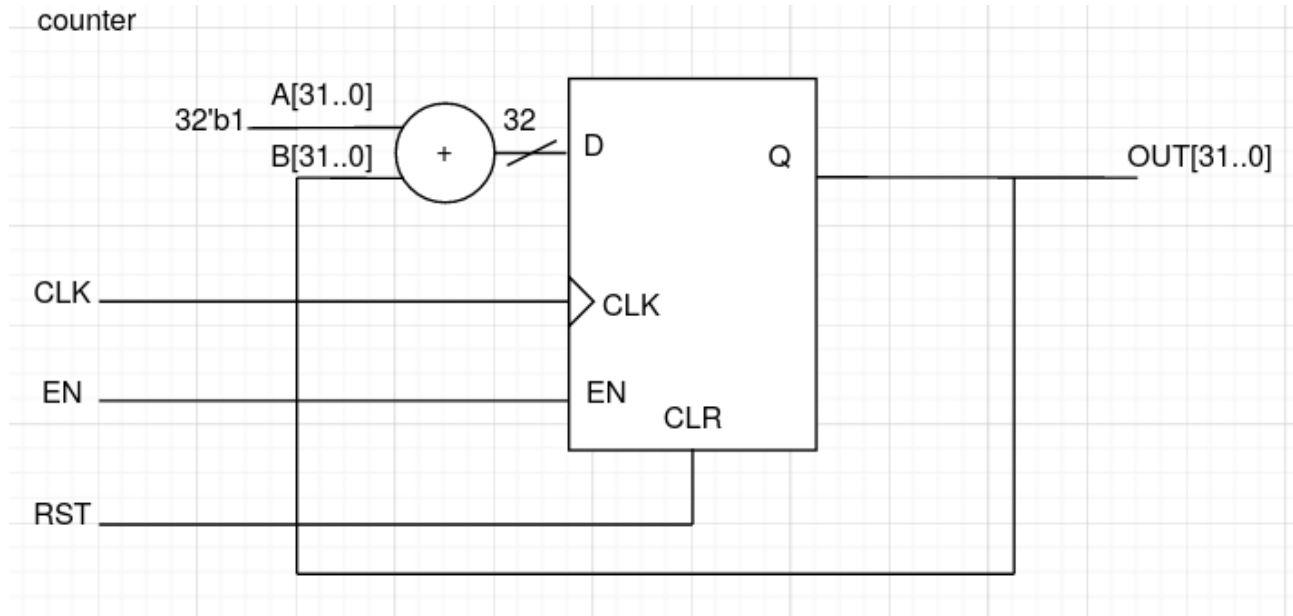 counter
A[31..0]
32'b1
32
B[31..0]
+
D
Q
OUT[31..0]
CLK
CLK
EN
EN
CLR
RST